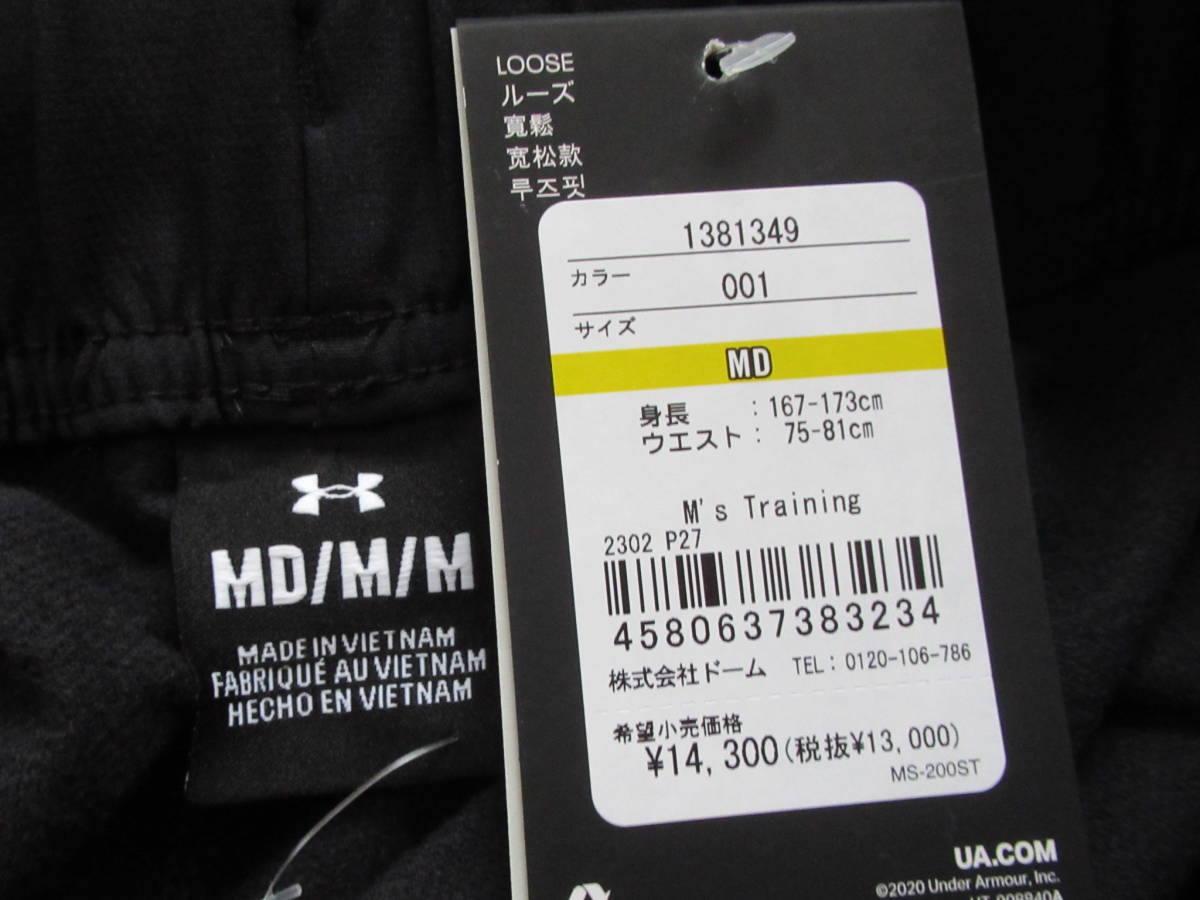 LOOSE
ルーズ
寬鬆
宽松款
루즈핏
1381349
カラー
001
サイズ
MD
身長 : 167-173cm
ウエスト : 75-81cm
M's Training
2302 P27
4580637383234
株式会社ドーム TEL: 0120-106-786
希望小売価格
¥14,300(税抜¥13,000)
MS-200ST
UA.COM
©2020 Under Armour, Inc.
MD/M/M
MADE IN VIETNAM
FABRIQUÉ AU VIETNAM
HECHO EN VIETNAM